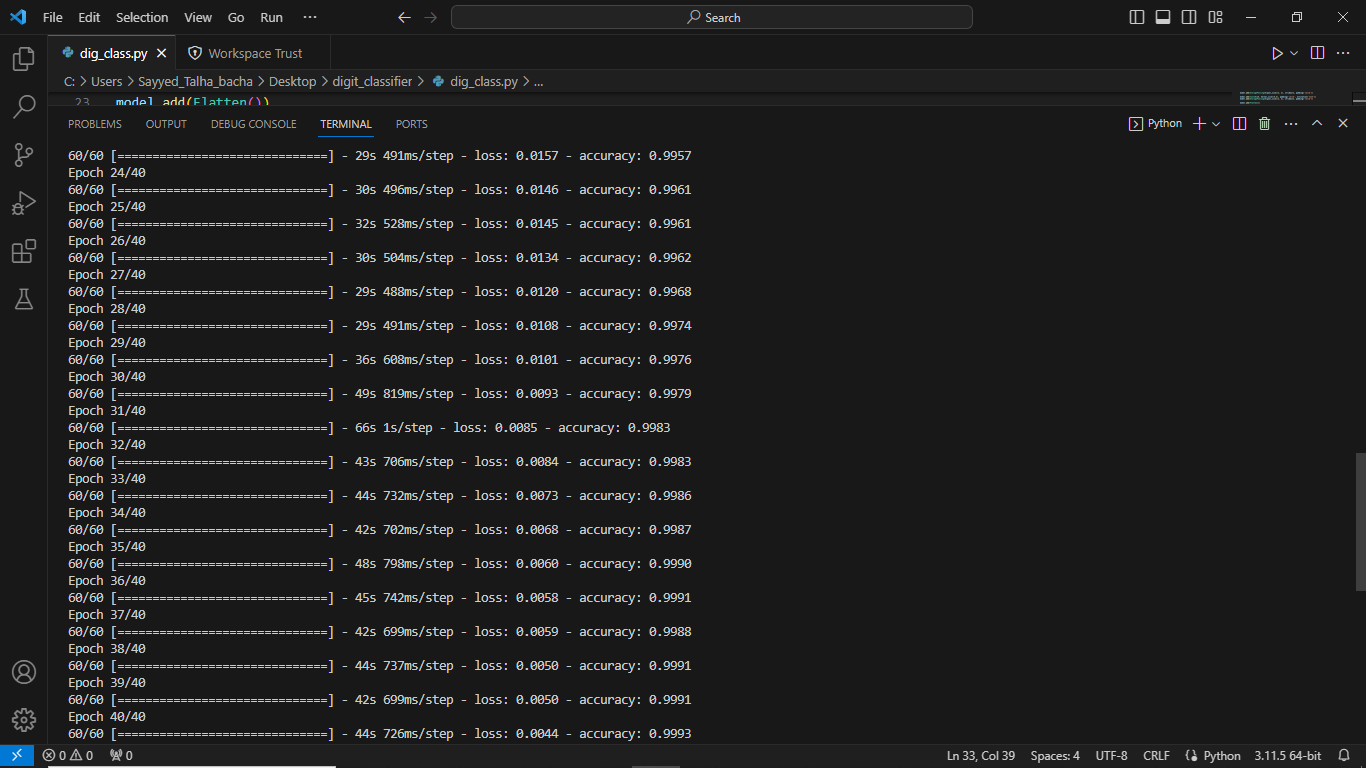 File Edit Selection View Go Run ··· Search
dig_class.py Workspace Trust
C: > Users > Sayyed_Talha_bacha > Desktop > digit_classifier > dig_class.py > ...
23 model.add(Flatten())
PROBLEMS OUTPUT DEBUG CONSOLE TERMINAL PORTS Python
60/60 [==============================] - 29s 491ms/step - loss: 0.0157 - accuracy: 0.9957
Epoch 24/40
60/60 [==============================] - 30s 496ms/step - loss: 0.0146 - accuracy: 0.9961
Epoch 25/40
60/60 [==============================] - 32s 528ms/step - loss: 0.0145 - accuracy: 0.9961
Epoch 26/40
60/60 [==============================] - 30s 504ms/step - loss: 0.0134 - accuracy: 0.9962
Epoch 27/40
60/60 [==============================] - 29s 488ms/step - loss: 0.0120 - accuracy: 0.9968
Epoch 28/40
60/60 [==============================] - 29s 491ms/step - loss: 0.0108 - accuracy: 0.9974
Epoch 29/40
60/60 [==============================] - 36s 608ms/step - loss: 0.0101 - accuracy: 0.9976
Epoch 30/40
60/60 [==============================] - 49s 819ms/step - loss: 0.0093 - accuracy: 0.9979
Epoch 31/40
60/60 [==============================] - 66s 1s/step - loss: 0.0085 - accuracy: 0.9983
Epoch 32/40
60/60 [==============================] - 43s 706ms/step - loss: 0.0084 - accuracy: 0.9983
Epoch 33/40
60/60 [==============================] - 44s 732ms/step - loss: 0.0073 - accuracy: 0.9986
Epoch 34/40
60/60 [==============================] - 42s 702ms/step - loss: 0.0068 - accuracy: 0.9987
Epoch 35/40
60/60 [==============================] - 48s 798ms/step - loss: 0.0060 - accuracy: 0.9990
Epoch 36/40
60/60 [==============================] - 45s 742ms/step - loss: 0.0058 - accuracy: 0.9991
Epoch 37/40
60/60 [==============================] - 42s 699ms/step - loss: 0.0059 - accuracy: 0.9988
Epoch 38/40
60/60 [==============================] - 44s 737ms/step - loss: 0.0050 - accuracy: 0.9991
Epoch 39/40
60/60 [==============================] - 42s 699ms/step - loss: 0.0050 - accuracy: 0.9991
Epoch 40/40
60/60 [==============================] - 44s 726ms/step - loss: 0.0044 - accuracy: 0.9993
0 0 0 Ln 33, Col 39 Spaces: 4 UTF-8 CRLF Python 3.11.5 64-bit